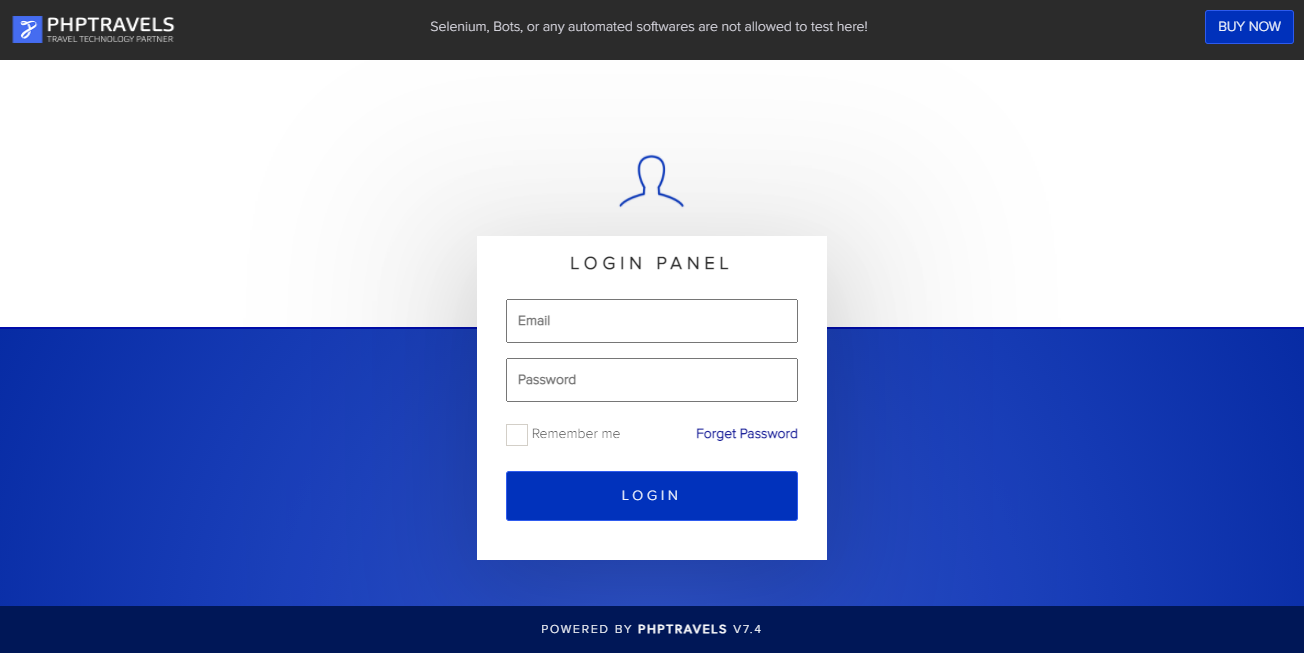 PHPTRAVELS
TRAVEL TECHNOLOGY PARTNER
Selenium, Bots, or any automated softwares are not allowed to test here!
BUY NOW
LOGIN PANEL
Email
Password
Remember me
Forget Password
LOGIN
POWERED BY PHPTRAVELS V7.4